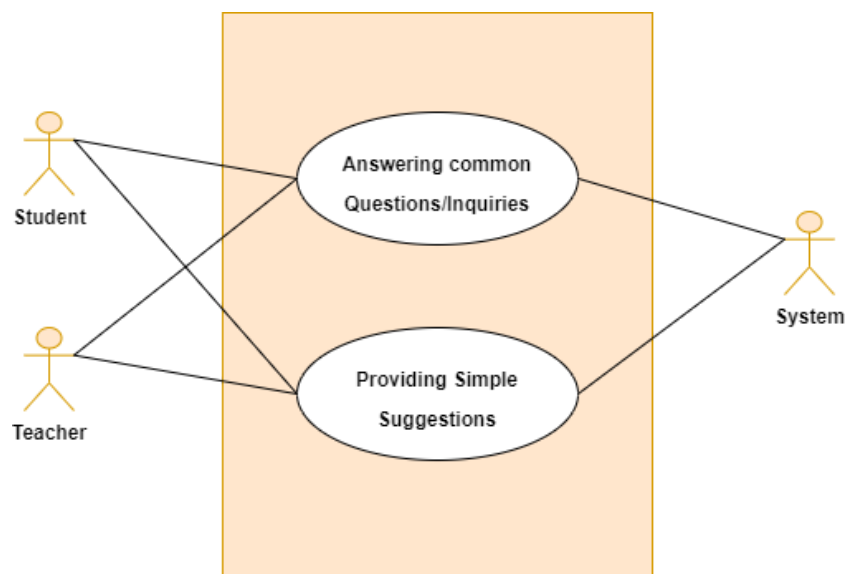 Answering common
Questions/Inquiries
Student
System
Providing Simple
Suggestions
Teacher